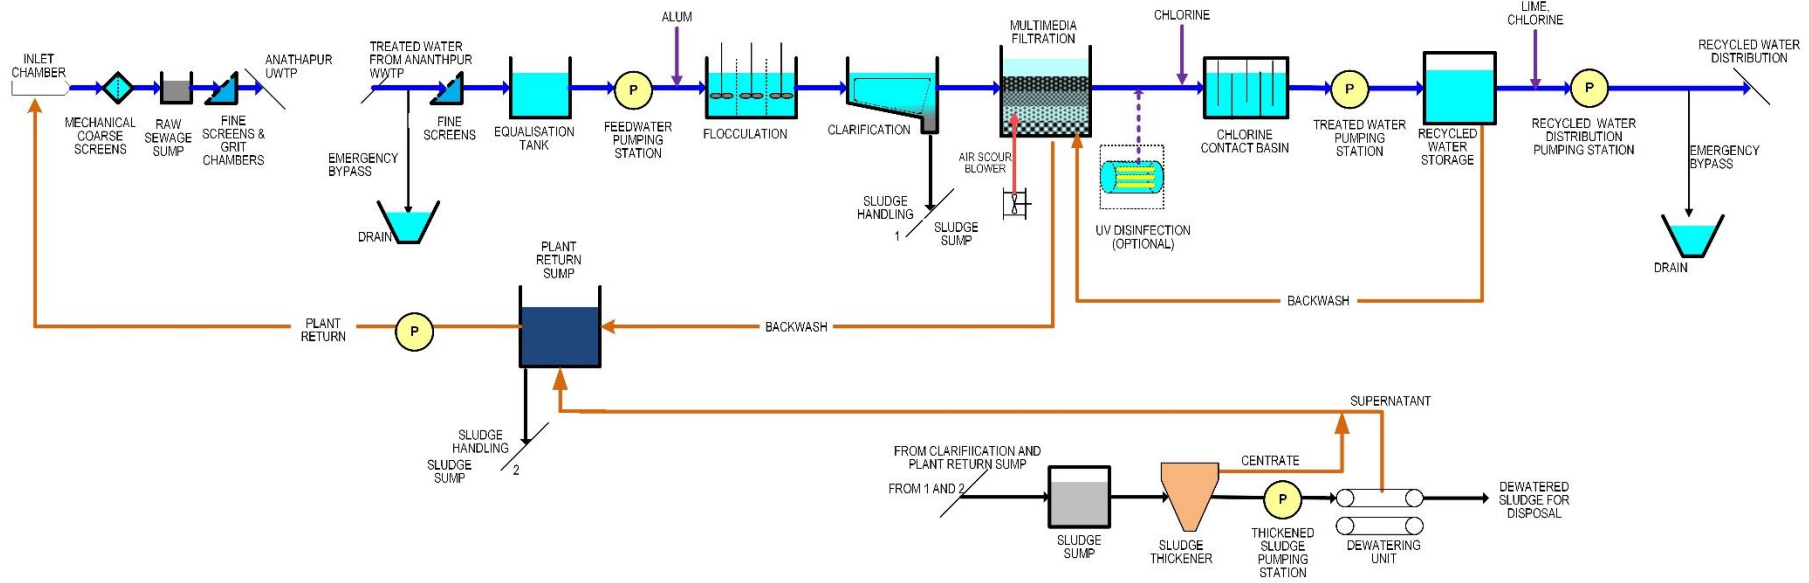 INLET
CHAMBER
MECHANICAL
COARSE
SCREENS
RAW
SEWAGE
SUMP
FINE
SCREENS &
GRIT
CHAMBERS
ANATHAPUR
UWTP
TREATED WATER
FROM ANANTHPUR
WWTP
EMERGENCY
BYPASS
DRAIN
FINE
SCREENS
EQUALISATION
TANK
P
FEEDWATER
PUMPING
STATION
ALUM
FLOCCULATION
CLARIFICATION
SLUDGE
HANDLING
1
SLUDGE
SUMP
MULTIMEDIA
FILTRATION
AIR SCOUR
BLOWER
UV DISINFECTION
(OPTIONAL)
CHLORINE
CHLORINE
CONTACT BASIN
P
TREATED WATER
PUMPING
STATION
RECYCLED
WATER
STORAGE
LIME,
CHLORINE
P
RECYCLED WATER
DISTRIBUTION
PUMPING STATION
RECYCLED WATER
DISTRIBUTION
EMERGENCY
BYPASS
DRAIN
BACKWASH
BACKWASH
PLANT
RETURN
SUMP
P
PLANT
RETURN
SLUDGE
HANDLING
2
SLUDGE
SUMP
SUPERNATANT
CENTRATE
FROM CLARIFIICATION AND
PLANT RETURN SUMP
FROM 1 AND 2
SLUDGE
SUMP
SLUDGE
THICKENER
P
THICKENED
SLUDGE
PUMPING
STATION
DEWATERING
UNIT
DEWATERED
SLUDGE FOR
DISPOSAL